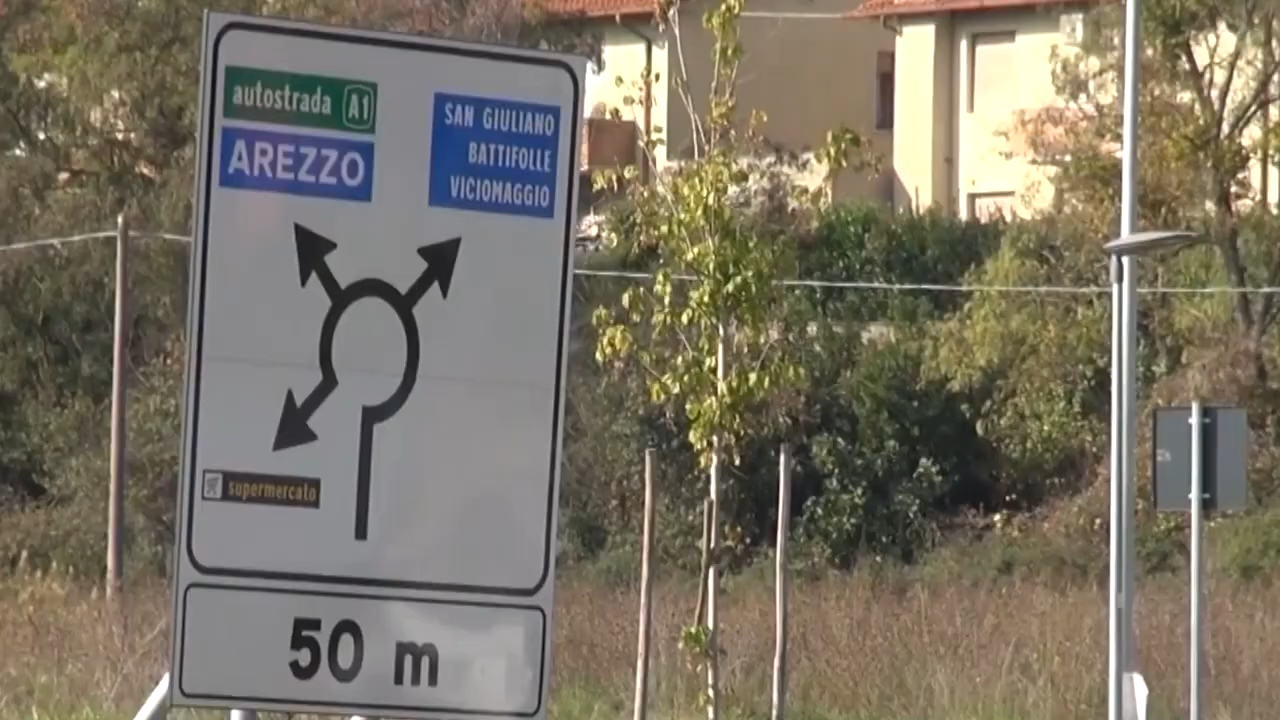 autostrada A1
AREZZO
SAN GIULIANO
BATTIFOLLE
VICIOMAGGIO
supermercato
50 m